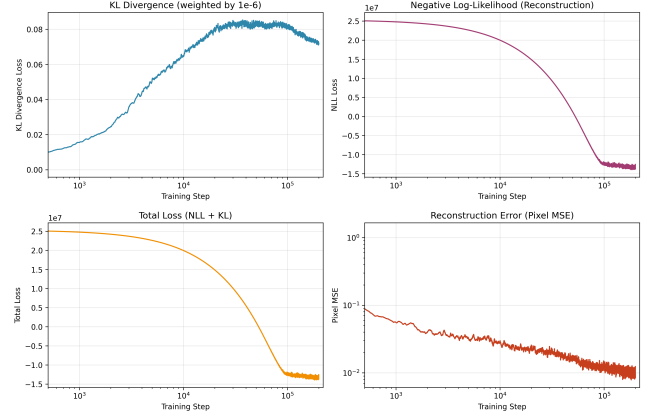 KL Divergence (weighted by 1e-6)
KL Divergence Loss
0.08
0.06
0.04
0.02
0.00
10³
10⁴
10⁵
Training Step
Negative Log-Likelihood (Reconstruction)
1e7
NLL Loss
2.5
2.0
1.5
1.0
0.5
0.0
−0.5
−1.0
−1.5
10³
10⁴
10⁵
Training Step
Total Loss (NLL + KL)
1e7
Total Loss
2.5
2.0
1.5
1.0
0.5
0.0
−0.5
−1.0
−1.5
10³
10⁴
10⁵
Training Step
Reconstruction Error (Pixel MSE)
Pixel MSE
10⁰
10⁻¹
10⁻²
10³
10⁴
10⁵
Training Step